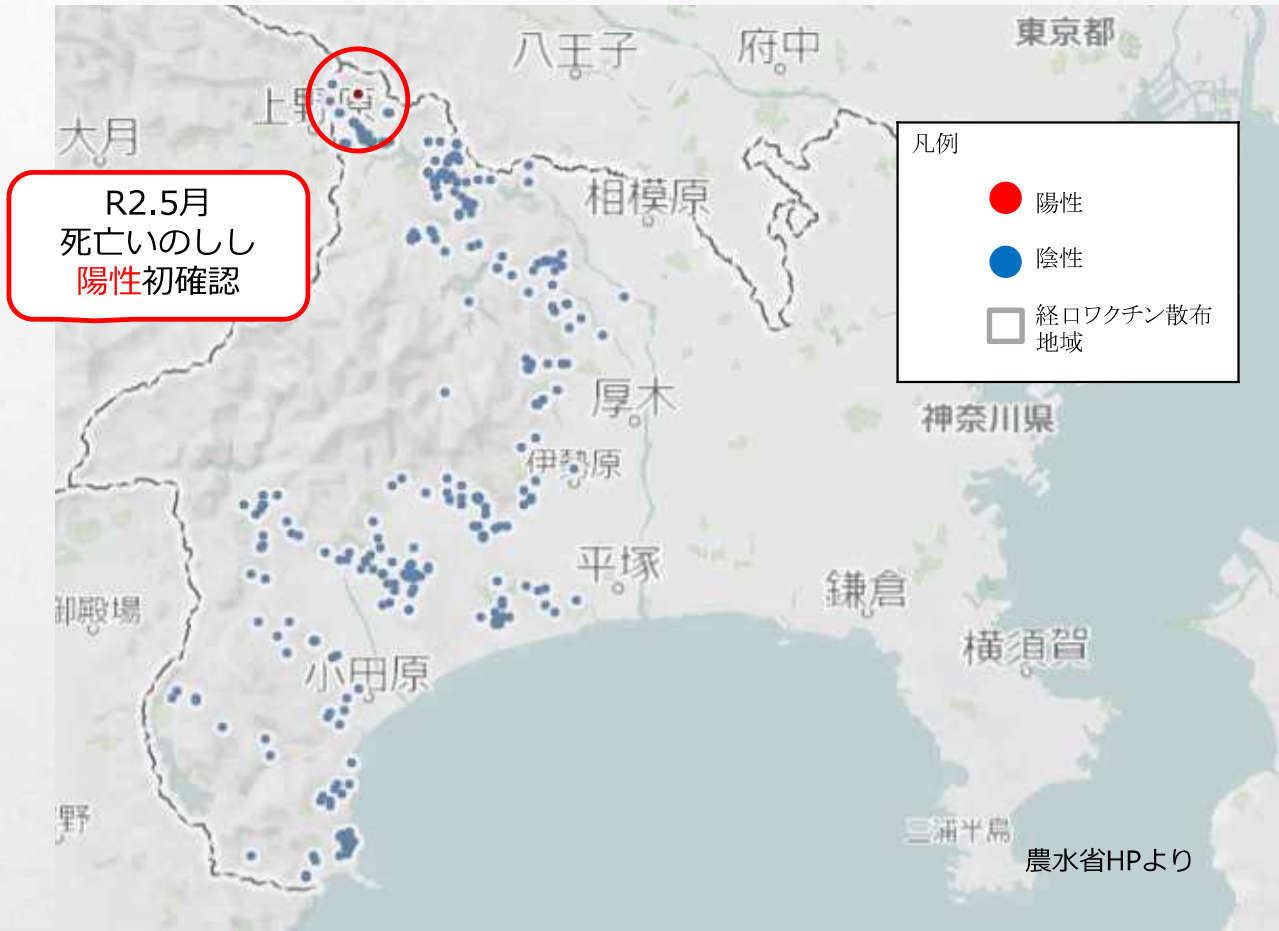 八王子
府中
東京都
上野原
大月
凡例
陽性
陰性
経口ワクチン散布
地域
R2.5月
死亡いのしし
陽性初確認
相模原
厚木
神奈川県
伊勢原
平塚
鎌倉
御殿場
横須賀
小田原
野
三浦半島
農水省HPより